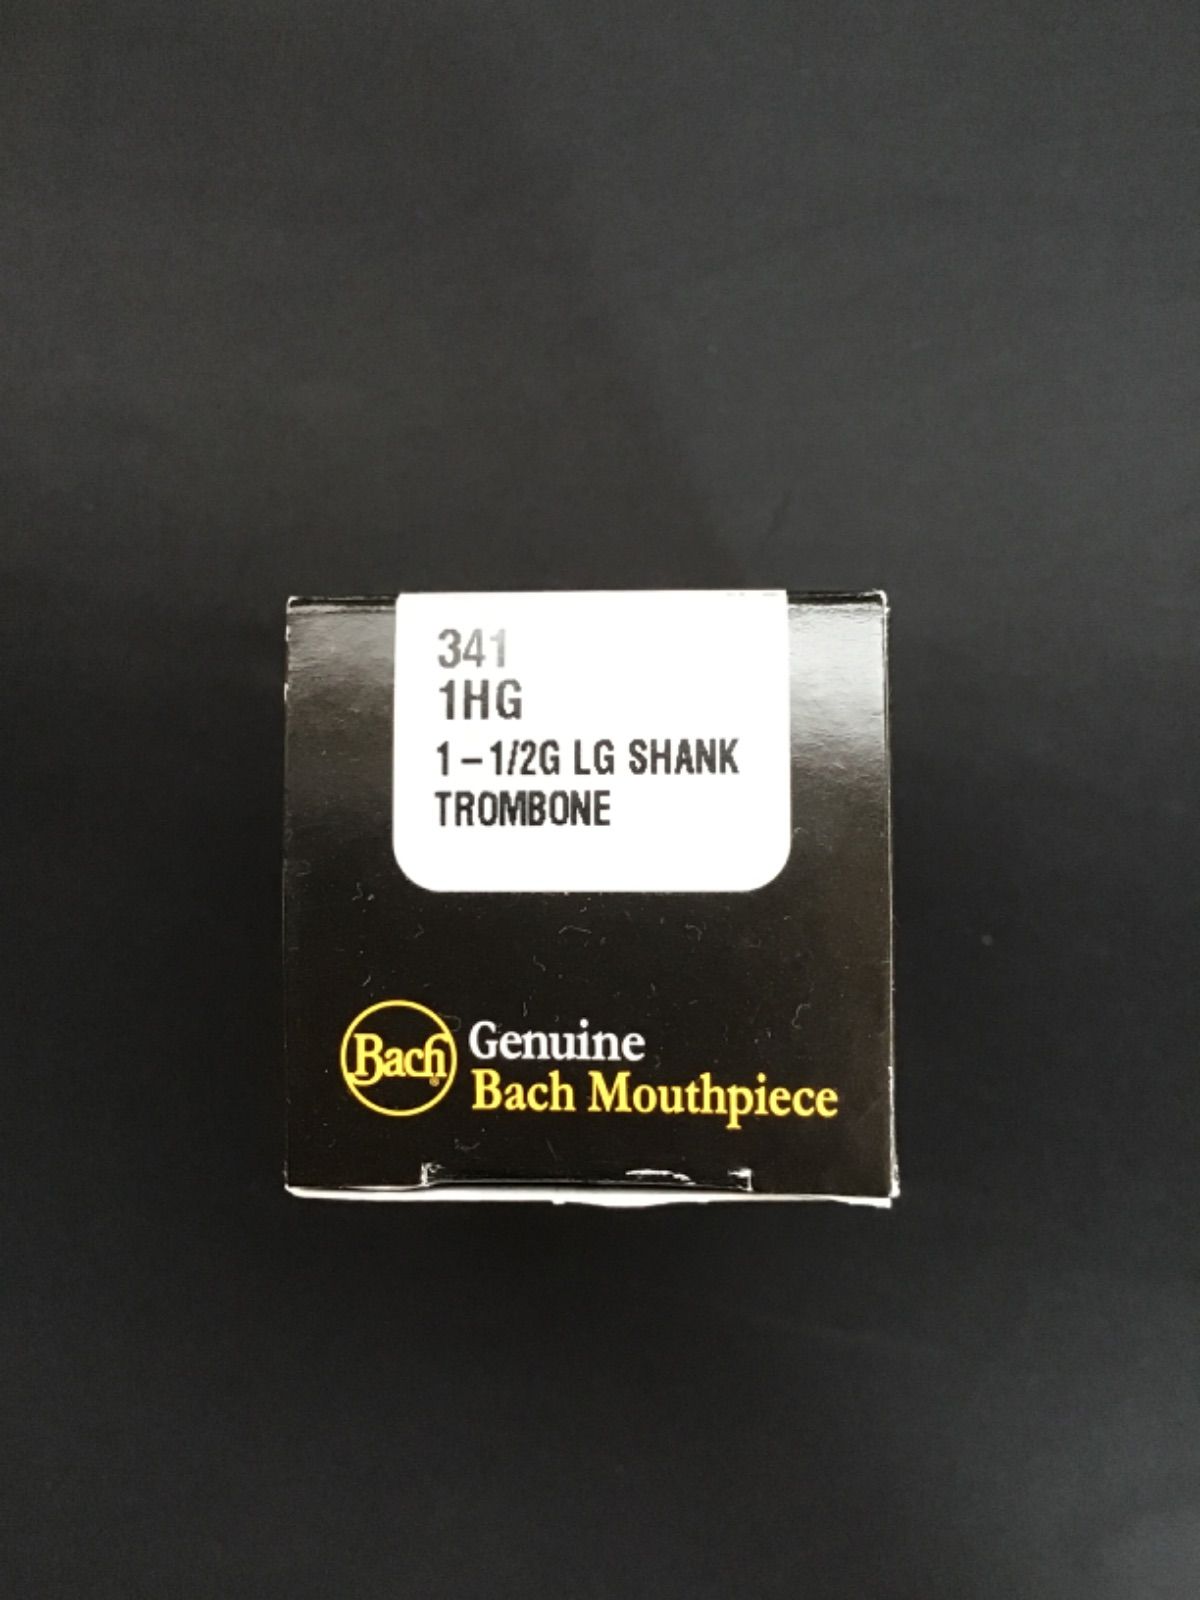 341
1HG
1-1/2G LG SHANK
TROMBONE
Bach®
Genuine
Bach Mouthpiece